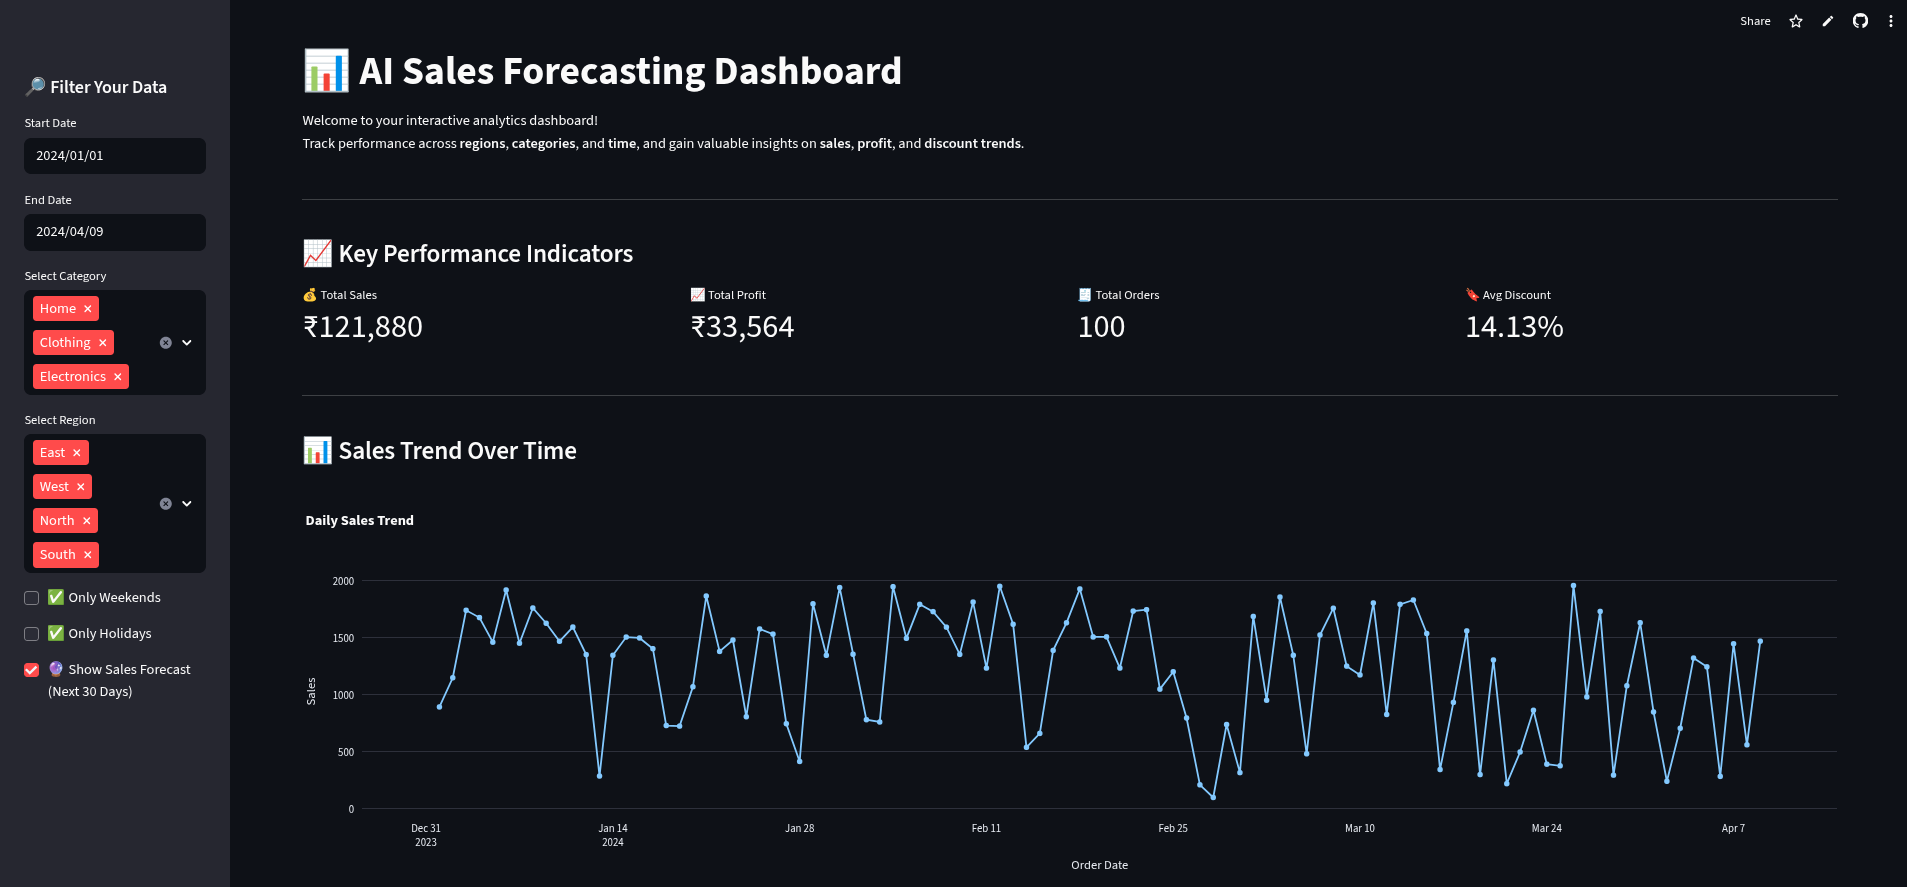 Share
🔎 Filter Your Data
Start Date
2024/01/01
End Date
2024/04/09
Select Category
Home ×
Clothing ×
Electronics ×
Select Region
East ×
West ×
North ×
South ×
✅ Only Weekends
✅ Only Holidays
🔮 Show Sales Forecast
(Next 30 Days)
📊 AI Sales Forecasting Dashboard
Welcome to your interactive analytics dashboard!
Track performance across regions, categories, and time, and gain valuable insights on sales, profit, and discount trends.
📈 Key Performance Indicators
💰 Total Sales
₹121,880
📈 Total Profit
₹33,564
🧾 Total Orders
100
🔖 Avg Discount
14.13%
📊 Sales Trend Over Time
Daily Sales Trend
Sales
2000
1500
1000
500
0
Dec 31
2023
Jan 14
2024
Jan 28
Feb 11
Feb 25
Mar 10
Mar 24
Apr 7
Order Date